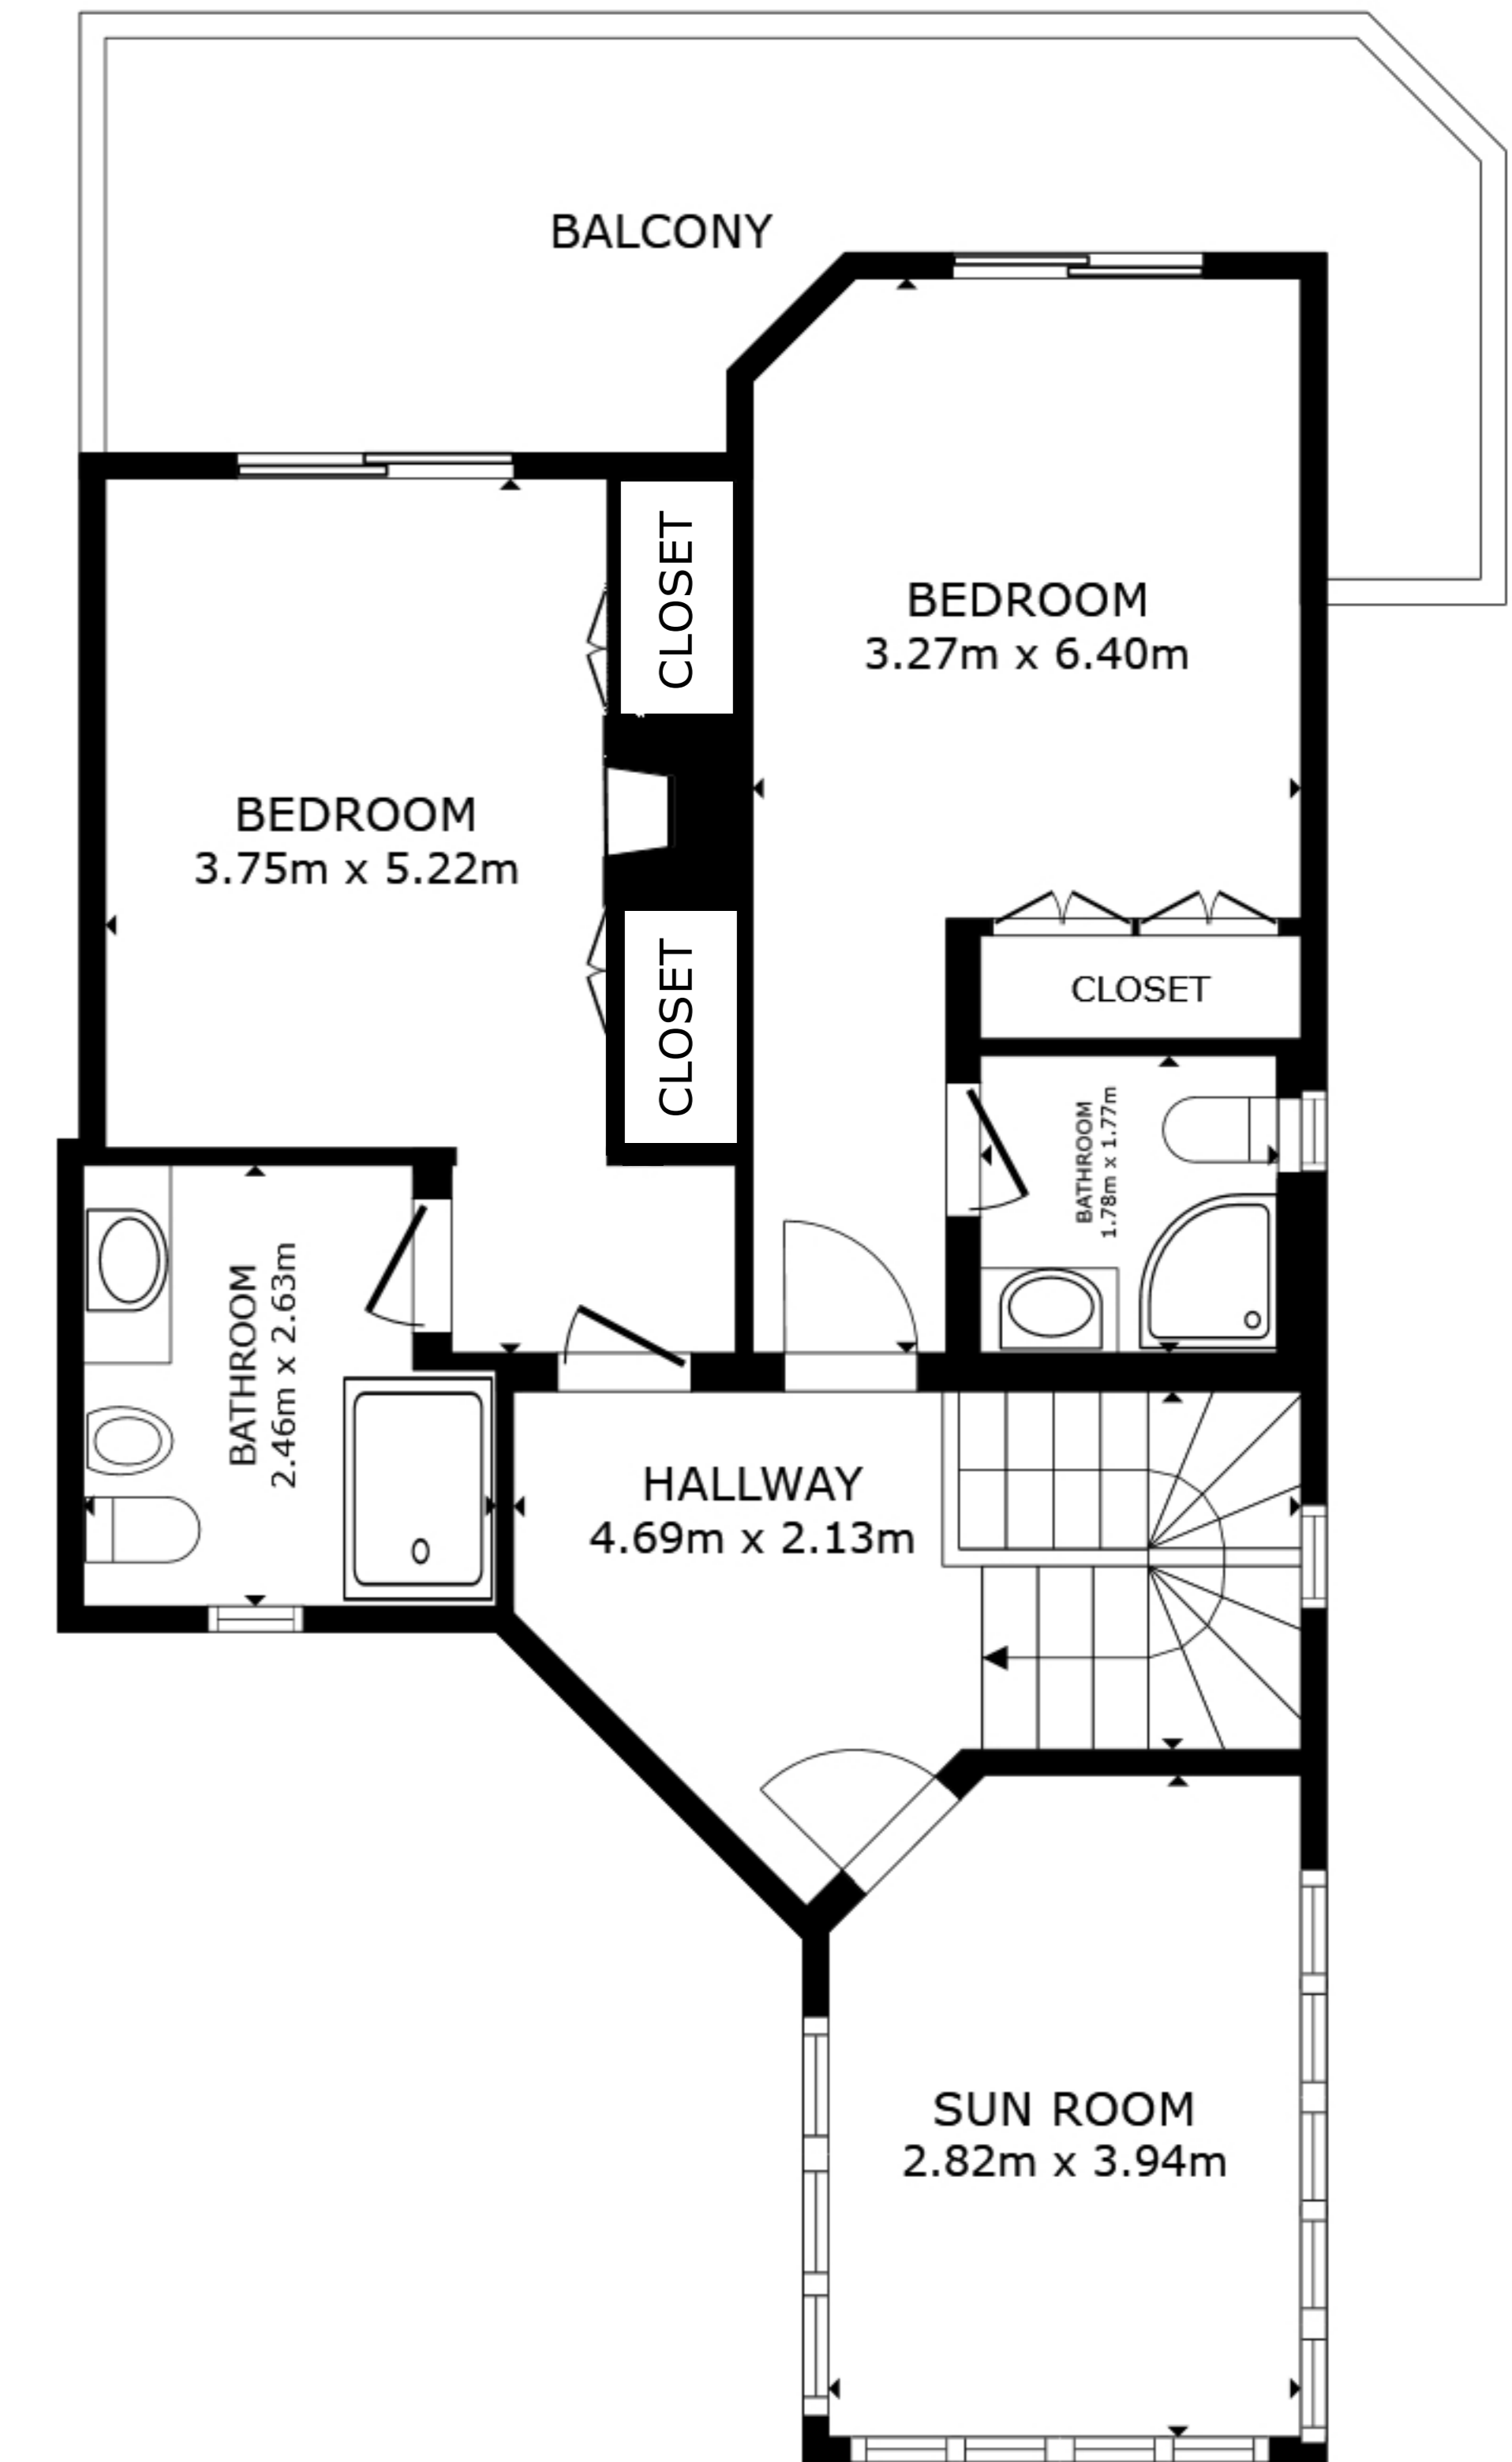 BALCONY
CLOSET
BEDROOM
3.27m x 6.40m
BEDROOM
3.75m x 5.22m
CLOSET
CLOSET
BATHROOM
1.78m x 1.77m
BATHROOM
2.46m x 2.63m
HALLWAY
4.69m x 2.13m
SUN ROOM
2.82m x 3.94m